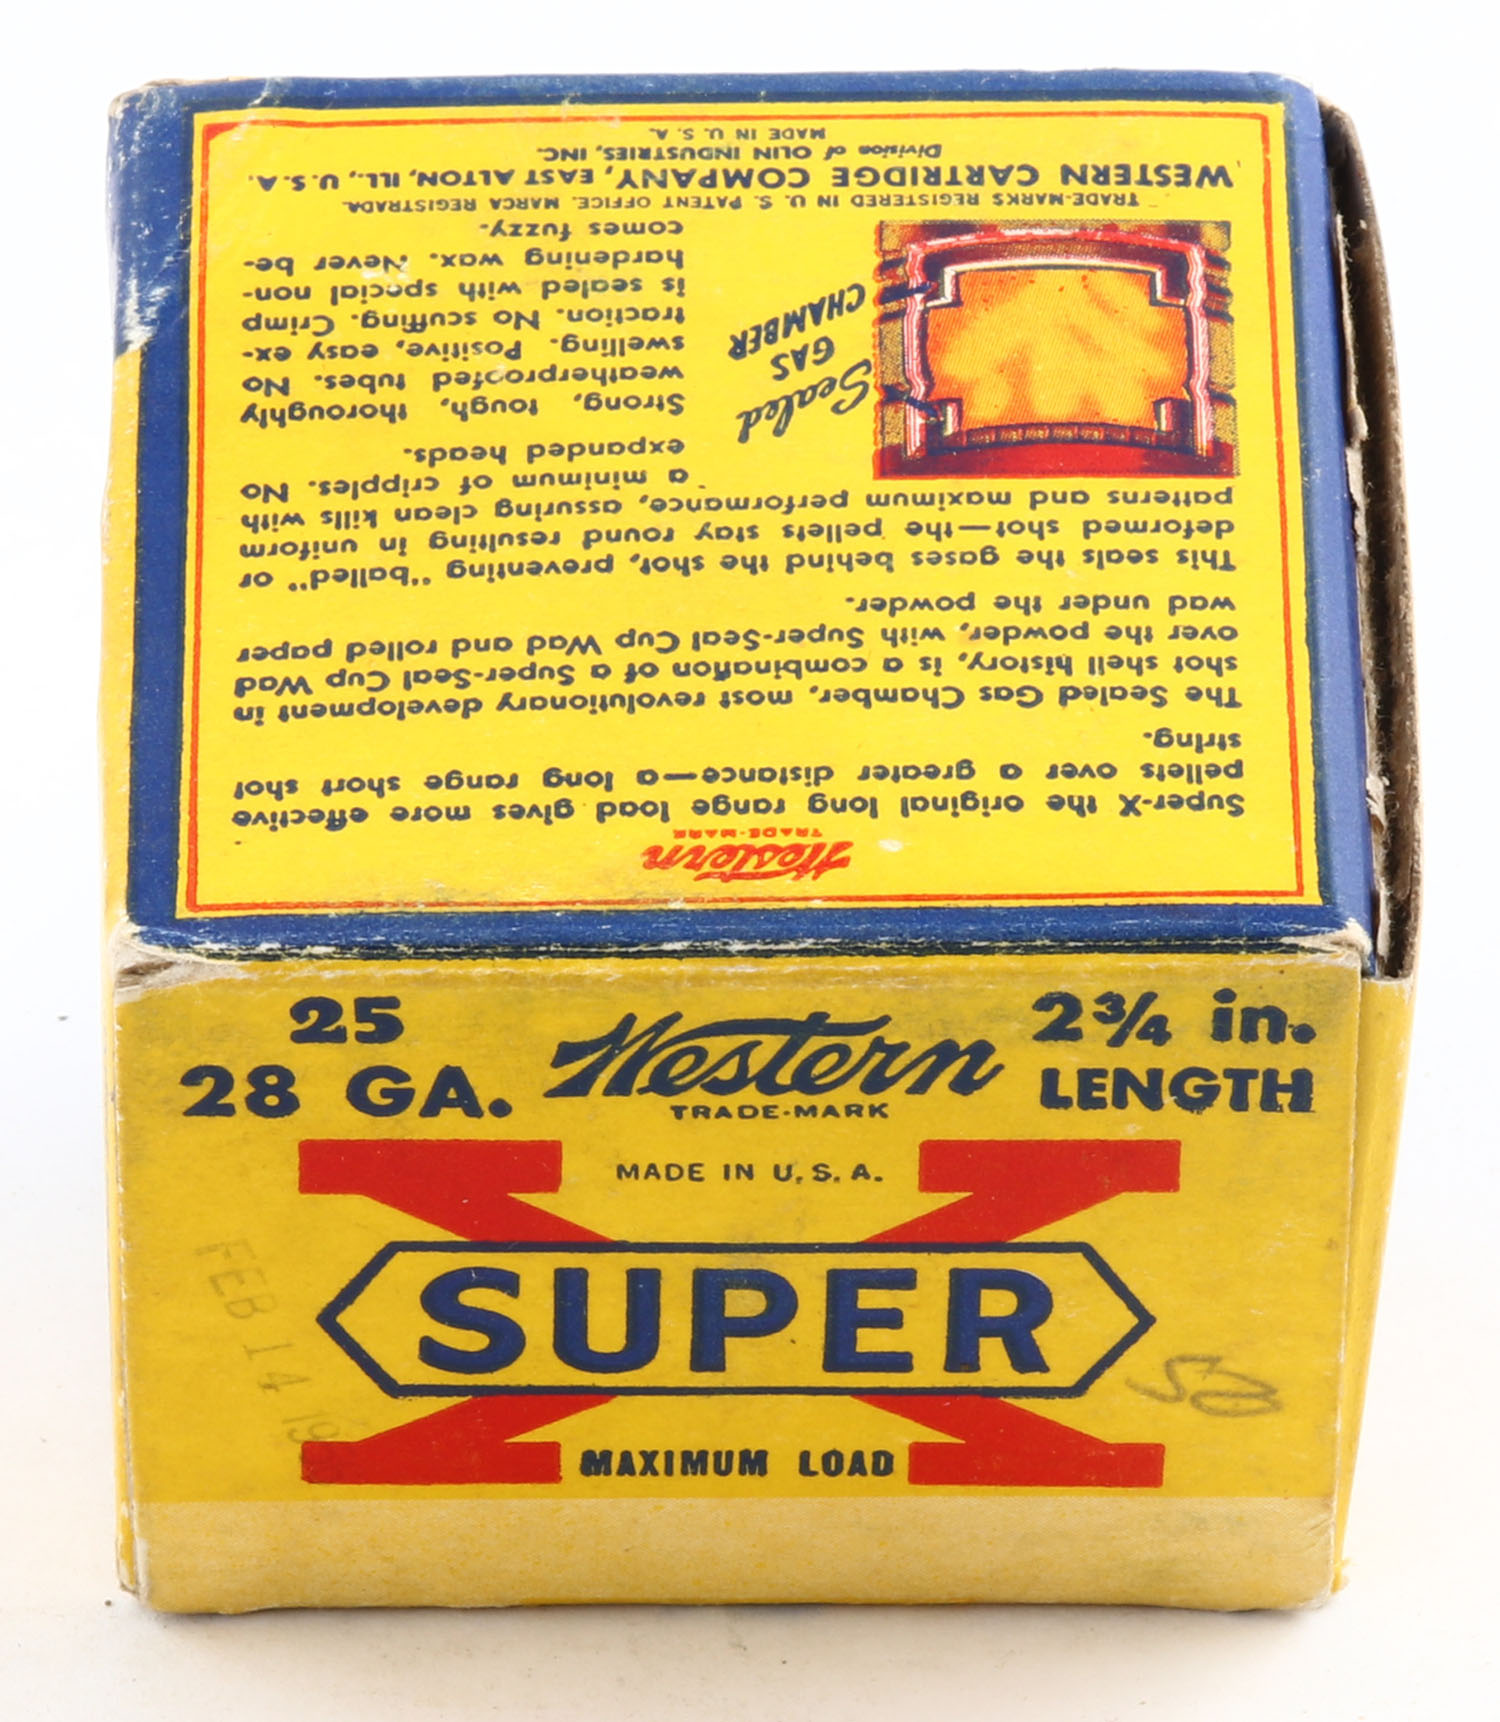 Western
TRADE-MARK
Super-X the original long range load gives more effective
pellets over a greater distance—a long range short shot
string.
The Sealed Gas Chamber, most revolutionary development in
shot shell history, is a combination of a Super-Seal Cup Wad
over the powder, with Super-Seal Cup Wad and rolled paper
wad under the powder.
This seals the gases behind the shot, preventing "balled" or
deformed shot—the pellets stay round resulting in uniform
patterns and maximum performance, assuring clean kills with
a minimum of cripples. No
expanded heads.
Strong, tough, thoroughly
weatherproofed tubes. No
swelling. Positive, easy ex-
traction. No scuffing. Crimp
is sealed with special non-
hardening wax. Never be-
comes fuzzy.
Sealed
GAS
CHAMBER
TRADE-MARKS REGISTERED IN U. S. PATENT OFFICE. MARCA REGISTRADA.
WESTERN CARTRIDGE COMPANY, EAST ALTON, ILL., U.S.A.
Division of OLIN INDUSTRIES, INC.
MADE IN U. S. A.
25
28 GA.
Western
TRADE-MARK
2 3/4 in.
LENGTH
MADE IN U.S.A.
X
SUPER
MAXIMUM LOAD
FEB 14 19